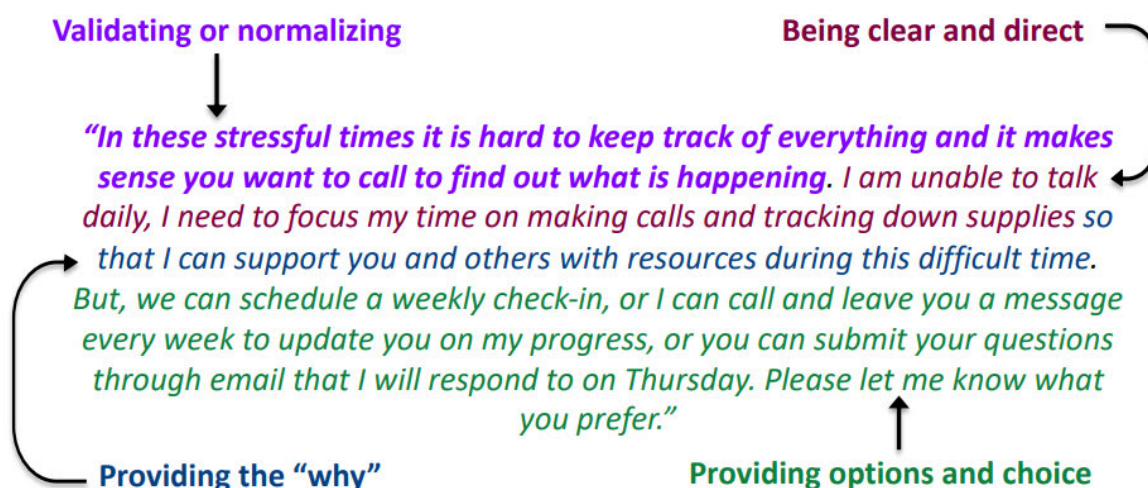 Validating or normalizing
Being clear and direct
“In these stressful times it is hard to keep track of everything and it makes
sense you want to call to find out what is happening. I am unable to talk
daily, I need to focus my time on making calls and tracking down supplies so
that I can support you and others with resources during this difficult time.
But, we can schedule a weekly check-in, or I can call and leave you a message
every week to update you on my progress, or you can submit your questions
through email that I will respond to on Thursday. Please let me know what
you prefer.”
Providing the “why”
Providing options and choice